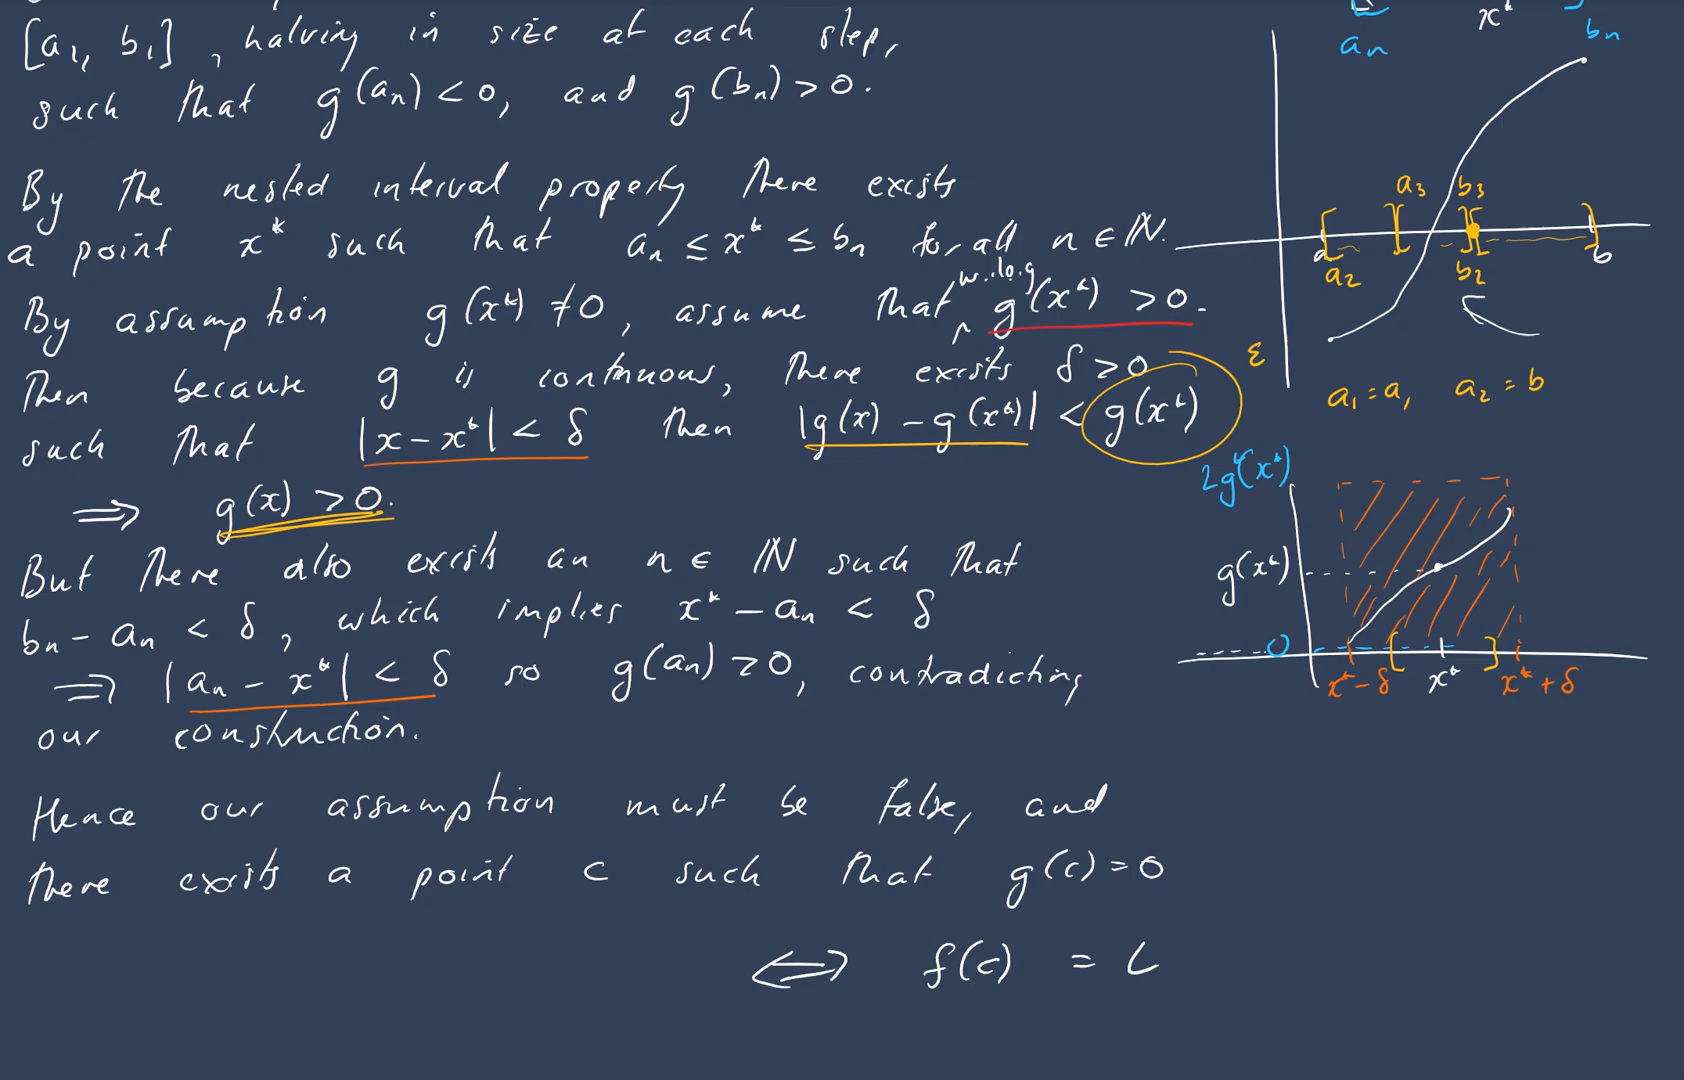 [a₁, b₁], halving in size at each step,
such that g(aₙ) < 0, and g(bₙ) > 0.
By the nested interval property there exists
a point x* such that aₙ ≤ x* ≤ bₙ for all n ∈ ℕ.
By assumption g(x*) ≠ 0, assume that w.l.o.g g(x*) > 0.
Then because g is continuous, there exists δ > 0
such that |x - x*| < δ then |g(x) - g(x*)| < g(x*)
ε
⇒ g(x) > 0.
But there also exists an n ∈ ℕ such that
bₙ - aₙ < δ, which implies x* - aₙ < δ
⇒ |aₙ - x*| < δ so g(aₙ) > 0, contradicting
our construction.
Hence our assumption must be false, and
there exists a point c such that g(c) = 0
⇔ f(c) = L
x*
aₙ bₙ
a₃ b₃
a b
a₂ b₂
a₁ = a, a₂ = b
2g(x*)
g(x*)
0
x* - δ x* x* + δ